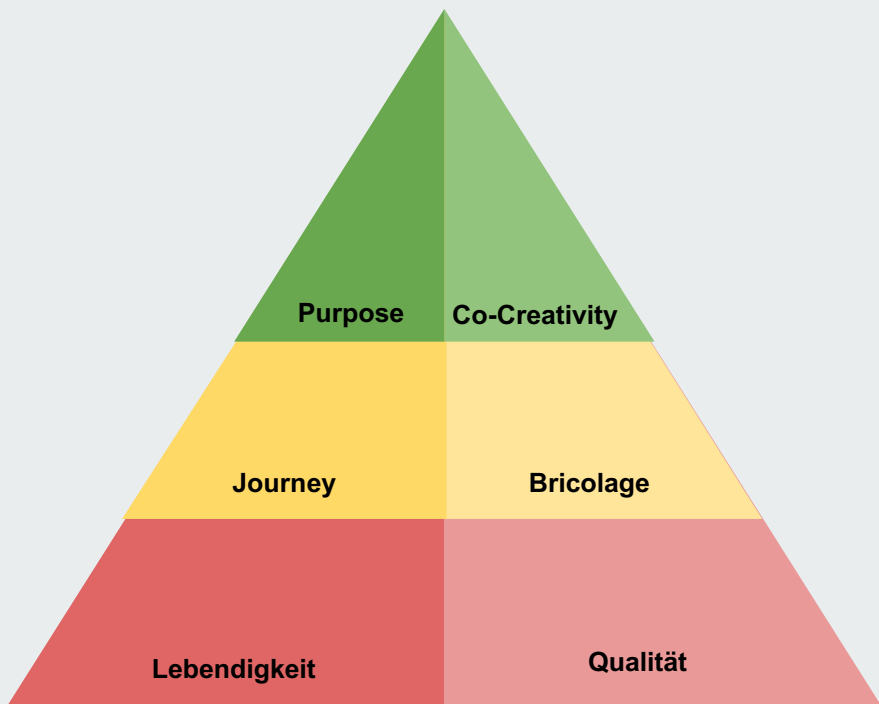 Purpose
Co-Creativity
Journey
Bricolage
Lebendigkeit
Qualität